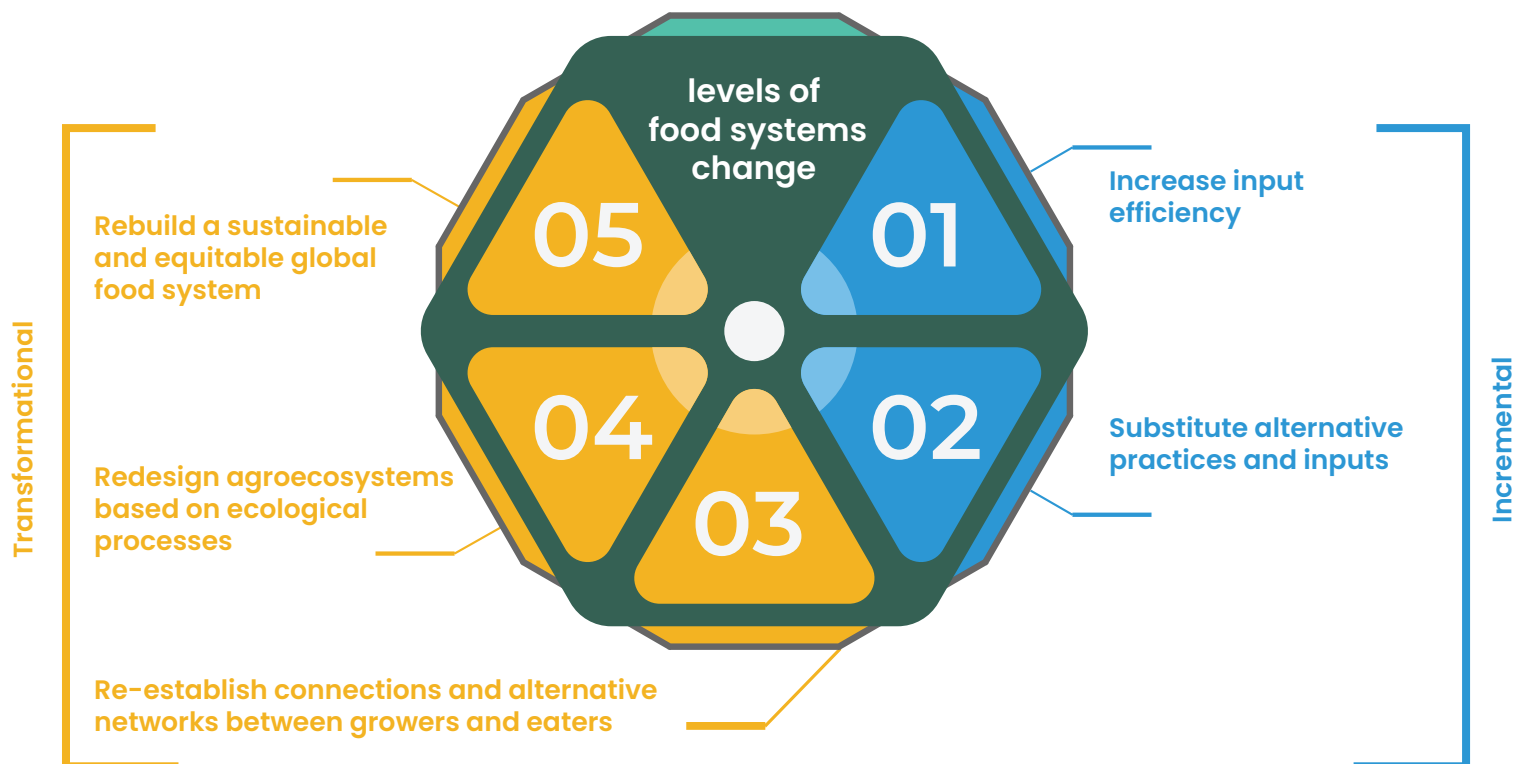 levels of
food systems
change
01
Increase input
efficiency
02
Substitute alternative
practices and inputs
Incremental
03
Re-establish connections and alternative
networks between growers and eaters
04
Redesign agroecosystems
based on ecological
processes
05
Rebuild a sustainable
and equitable global
food system
Transformational